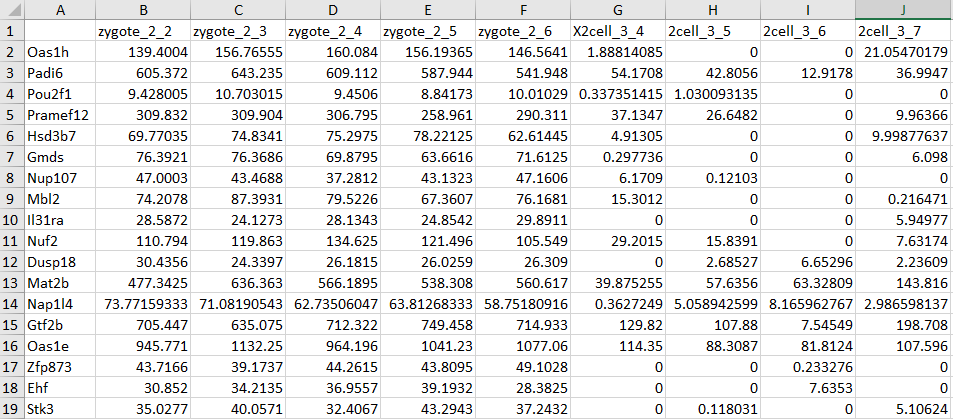 A B C D E F G H I J
1 zygote_2_2 zygote_2_3 zygote_2_4 zygote_2_5 zygote_2_6 X2cell_3_4 2cell_3_5 2cell_3_6 2cell_3_7
2 Oas1h 139.4004 156.76555 160.084 156.19365 146.5641 1.88814085 0 0 21.05470179
3 Padi6 605.372 643.235 609.112 587.944 541.948 54.1708 42.8056 12.9178 36.9947
4 Pou2f1 9.428005 10.703015 9.4506 8.84173 10.01029 0.337351415 1.030093135 0 0
5 Pramef12 309.832 309.904 306.795 258.961 290.311 37.1347 26.6482 0 9.96366
6 Hsd3b7 69.77035 74.8341 75.2975 78.22125 62.61445 4.91305 0 0 9.99877637
7 Gmds 76.3921 76.3686 69.8795 63.6616 71.6125 0.297736 0 0 6.098
8 Nup107 47.0003 43.4688 37.2812 43.1323 47.1606 6.1709 0.12103 0 0
9 Mbl2 74.2078 87.3931 79.5226 67.3607 76.1681 15.3012 0 0 0.216471
10 Il31ra 28.5872 24.1273 28.1343 24.8542 29.8911 0 0 0 5.94977
11 Nuf2 110.794 119.863 134.625 121.496 105.549 29.2015 15.8391 0 7.63174
12 Dusp18 30.4356 24.3397 26.1815 26.0259 26.309 0 2.68527 6.65296 2.23609
13 Mat2b 477.3425 636.363 566.1895 538.308 560.617 39.875255 57.6356 63.32809 143.816
14 Nap1l4 73.77159333 71.08190543 62.73506047 63.81268333 58.75180916 0.3627249 5.058942599 8.165962767 2.986598137
15 Gtf2b 705.447 635.075 712.322 749.458 714.933 129.82 107.88 7.54549 198.708
16 Oas1e 945.771 1132.25 964.196 1041.23 1077.06 114.35 88.3087 81.8124 107.596
17 Zfp873 43.7166 39.1737 44.2615 43.8095 49.1028 0 0 0.233276 0
18 Ehf 30.852 34.2135 36.9557 39.1932 28.3825 0 0 7.6353 0
19 Stk3 35.0277 40.0571 32.4067 43.2943 37.2432 0 0.118031 0 5.10624